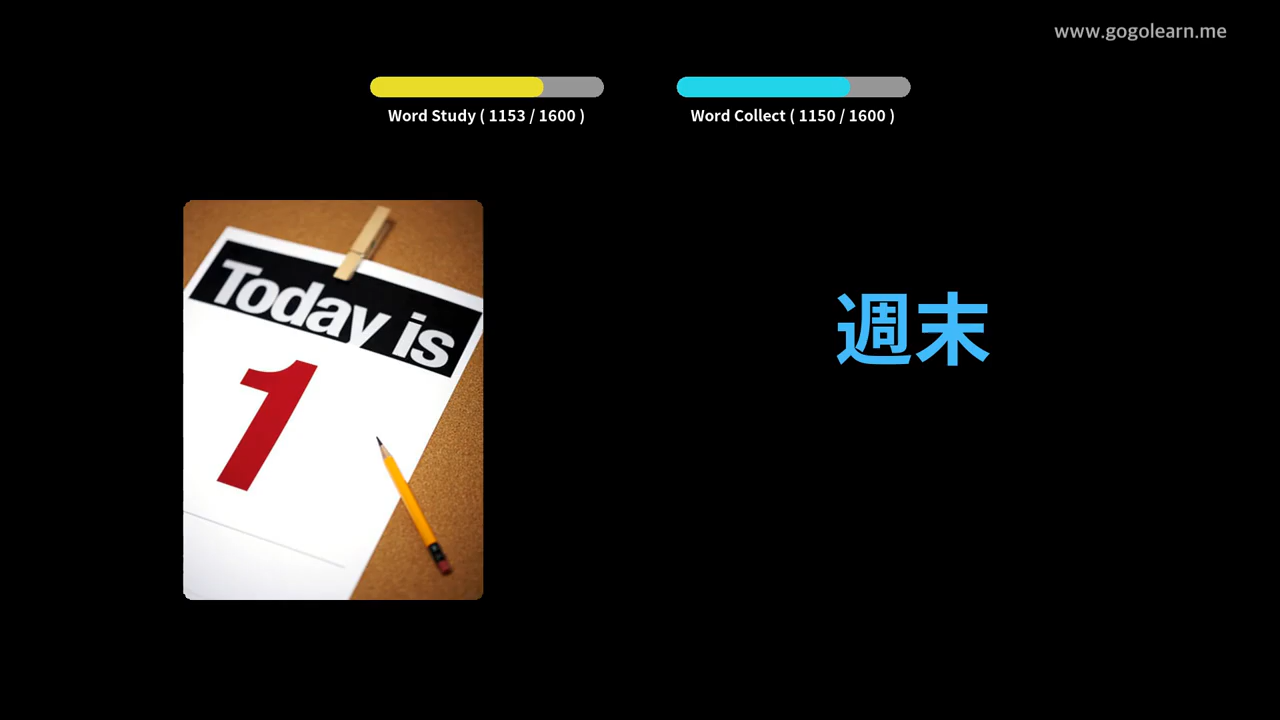 www.gogolearn.me
Word Study ( 1153 / 1600 )
Word Collect ( 1150 / 1600 )
Today is
1
週末